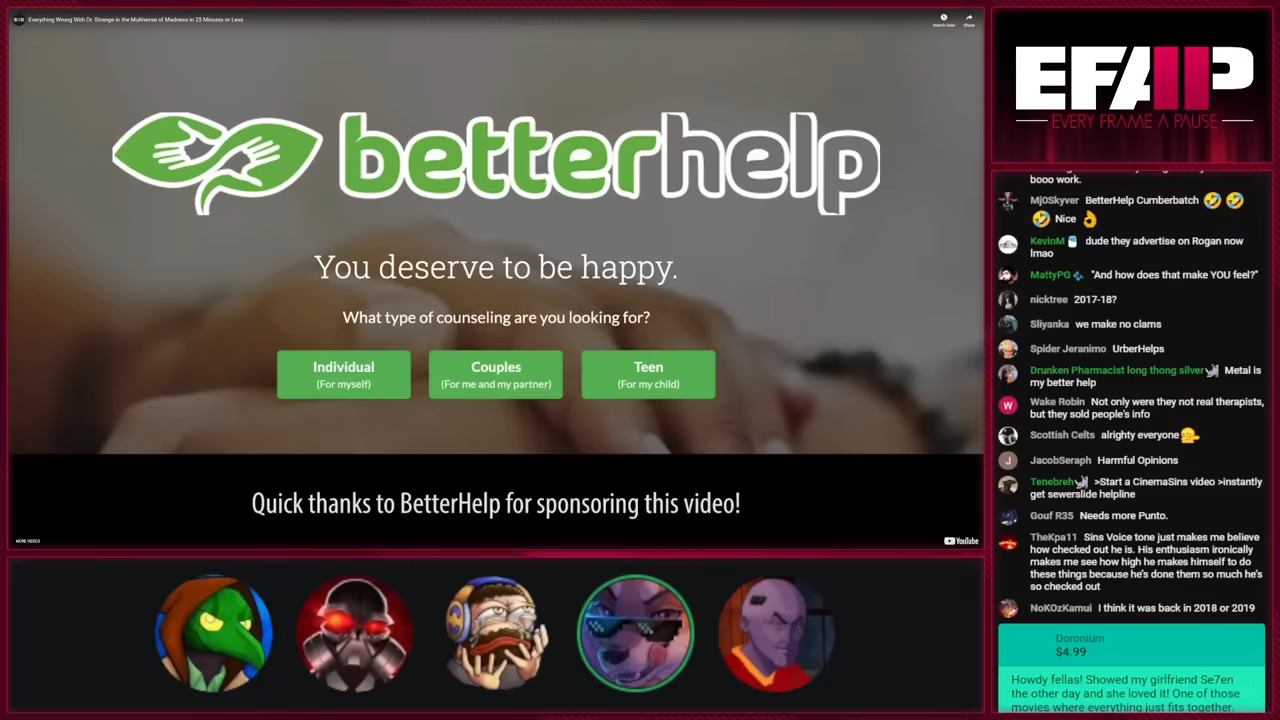 Everything Wrong With Dr. Strange in the Multiverse of Madness in 25 Minutes or Less
Watch later
Share
betterhelp
You deserve to be happy.
What type of counseling are you looking for?
Individual
(For myself)
Couples
(For me and my partner)
Teen
(For my child)
Quick thanks to BetterHelp for sponsoring this video!
MORE VIDEOS
YouTube
EFAP
EVERY FRAME A PAUSE
booo work.
Mj0Skyver BetterHelp Cumberbatch 🤣 🤣
🤣 Nice 👌
KevinM dude they advertise on Rogan now
lmao
MattyPG "And how does that make YOU feel?"
nicktree 2017-18?
Sliyanka we make no clams
Spider Jeranimo UrberHelps
Drunken Pharmacist long thong silver Metal is
my better help
W
Wake Robin Not only were they not real therapists,
but they sold people's info
Scottish Celts alrighty everyone
J
JacobSeraph Harmful Opinions
Tenebreh >Start a CinemaSins video >instantly
get sewerslide helpline
Gouf R35 Needs more Punto.
TheKpa11 Sins Voice tone just makes me believe
how checked out he is. His enthusiasm ironically
makes me see how high he makes himself to do
these things because he's done them so much he's
so checked out
NoKOzKamui I think it was back in 2018 or 2019
Doronium
$4.99
Howdy fellas! Showed my girlfriend Se7en
the other day and she loved it! One of those
movies where everything just fits together.